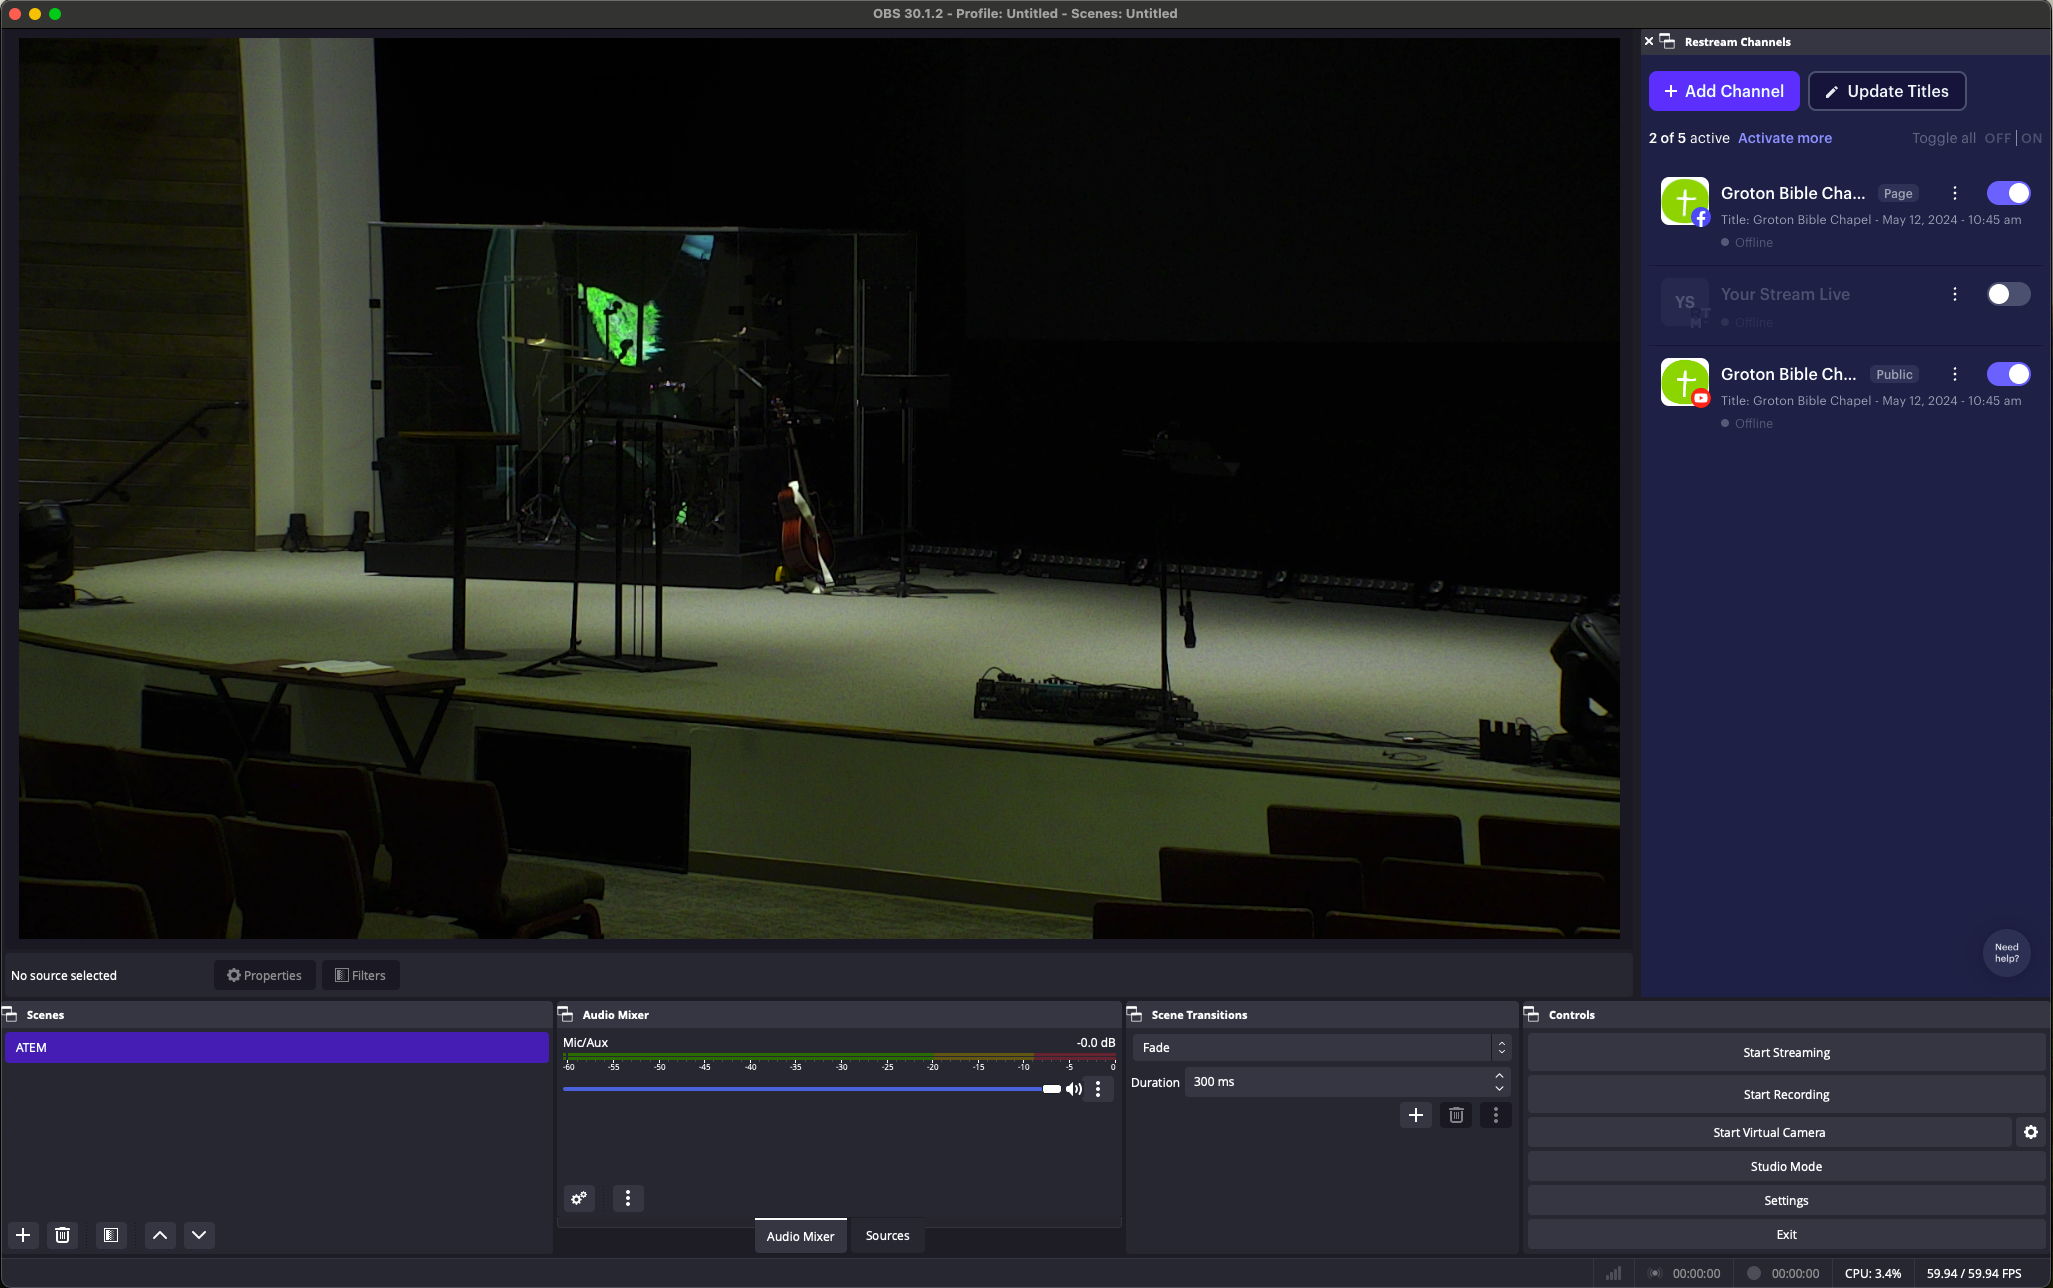 OBS 30.1.2 - Profile: Untitled - Scenes: Untitled
Restream Channels
+ Add Channel
Update Titles
2 of 5 active Activate more
Toggle all OFF | ON
Groton Bible Cha... Page
Title: Groton Bible Chapel - May 12, 2024 - 10:45 am
Offline
YS
Your Stream Live
Offline
Groton Bible Ch... Public
Title: Groton Bible Chapel - May 12, 2024 - 10:45 am
Offline
Need
help?
No source selected
Properties
Filters
Scenes
ATEM
Audio Mixer
Mic/Aux -0.0 dB
-60 -55 -50 -45 -40 -35 -30 -25 -20 -15 -10 -5 0
Audio Mixer
Sources
Scene Transitions
Fade
Duration 300 ms
Controls
Start Streaming
Start Recording
Start Virtual Camera
Studio Mode
Settings
Exit
00:00:00
00:00:00
CPU: 3.4%
59.94 / 59.94 FPS